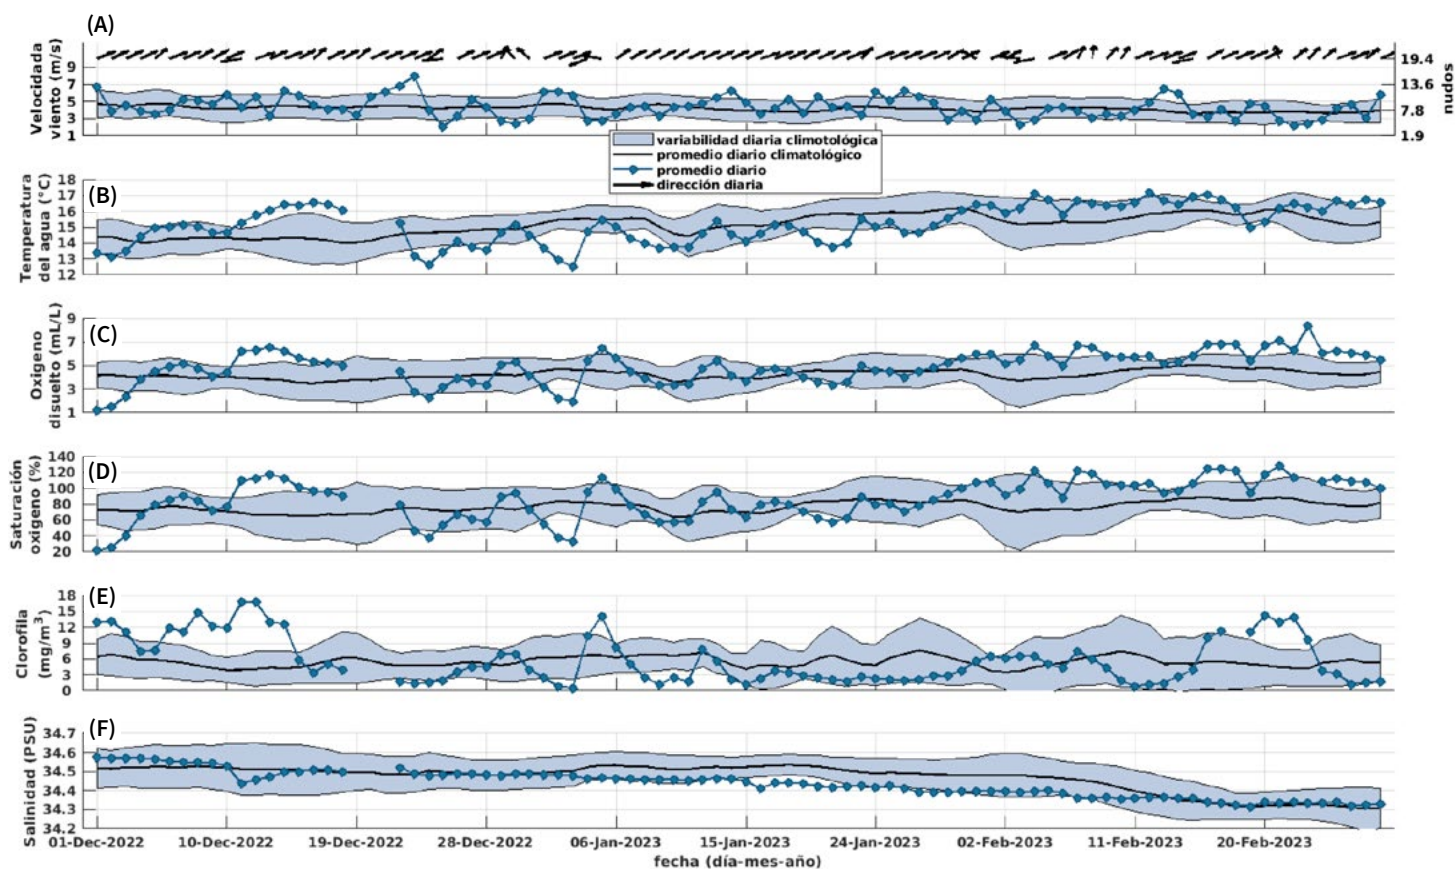 (A)
Velocidada
viento (m/s)
9
7
5
3
1
19.4
13.6
7.8
1.9
nudos
variabilidad diaria climotológica
promedio diario climatológico
promedio diario
dirección diaria
(B)
Temperatura
del agua (°C)
18
17
16
15
14
13
12
(C)
Oxigeno
disuelto (mL/L)
9
7
5
3
1
(D)
Saturación
oxigeno (%)
140
120
100
80
60
40
20
(E)
Clorofila
(mg/m³)
18
15
12
9
6
3
0
(F)
Salinidad (PSU)
34.7
34.6
34.5
34.4
34.3
34.2
01-Dec-2022 10-Dec-2022 19-Dec-2022 28-Dec-2022 06-Jan-2023 15-Jan-2023 24-Jan-2023 02-Feb-2023 11-Feb-2023 20-Feb-2023
fecha (día-mes-año)